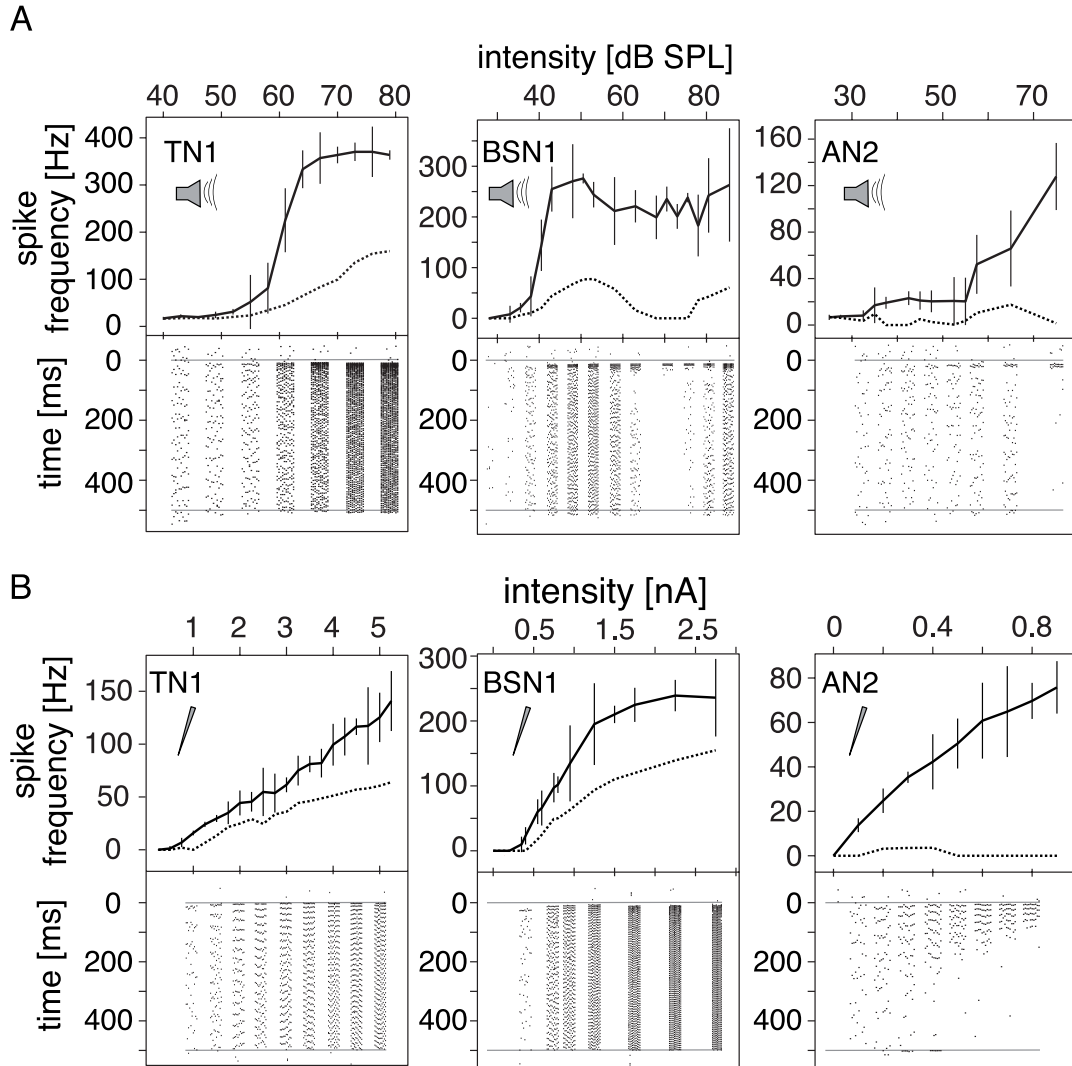 A
intensity [dB SPL]
40 50 60 70 80
40 60 80
30 50 70
spike
frequency [Hz]
400
300
200
100
0
TN1
300
200
100
0
BSN1
160
120
80
40
0
AN2
time [ms]
0
200
400
0
200
400
0
200
400
B
intensity [nA]
1 2 3 4 5
0.5 1.5 2.5
0 0.4 0.8
spike
frequency [Hz]
150
100
50
0
TN1
300
200
100
0
BSN1
80
60
40
20
0
AN2
time [ms]
0
200
400
0
200
400
0
200
400